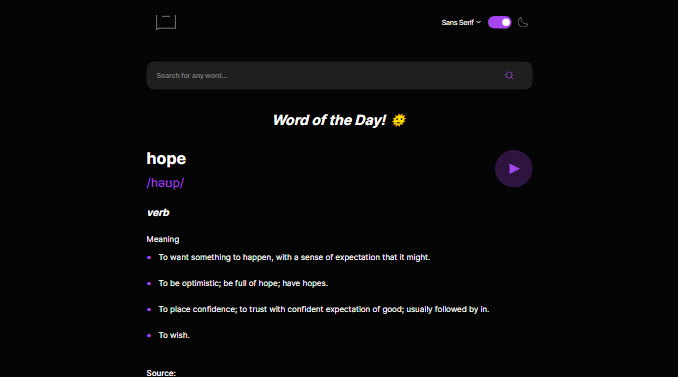 Sans Serif
Search for any word...
Word of the Day! 🌞
hope
/həʊp/
verb
Meaning
To want something to happen, with a sense of expectation that it might.
To be optimistic; be full of hope; have hopes.
To place confidence; to trust with confident expectation of good; usually followed by in.
To wish.
Source: